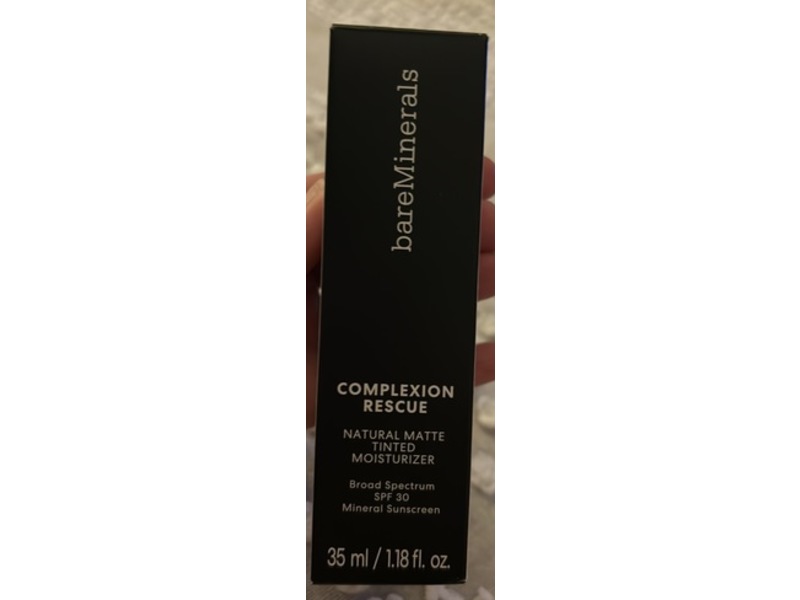 bareMinerals
COMPLEXION
RESCUE
NATURAL MATTE
TINTED
MOISTURIZER
Broad Spectrum
SPF 30
Mineral Sunscreen
35 ml / 1.18 fl. oz.